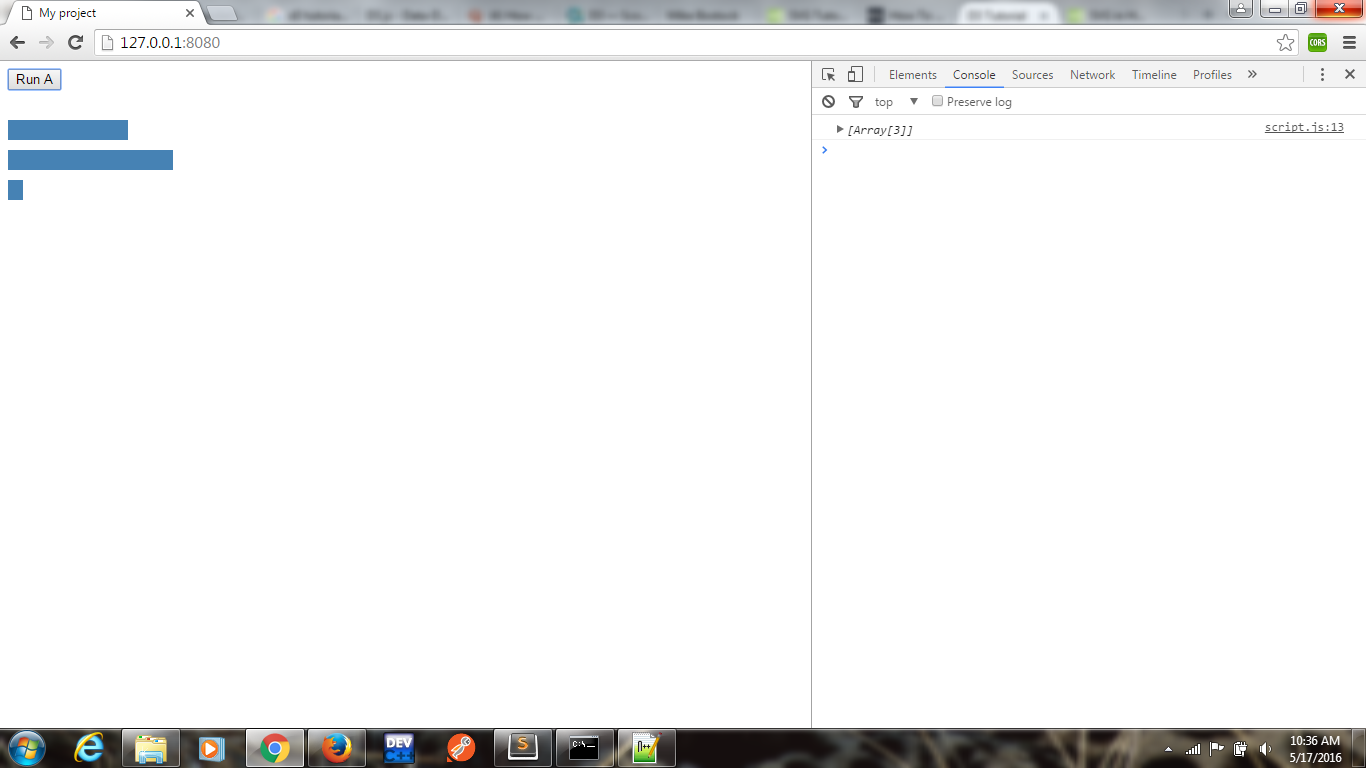 My project
127.0.0.1:8080
CORS
Run A
Elements Console Sources Network Timeline Profiles »
top Preserve log
[Array[3]] script.js:13
DEV
C++
S
C:\
N++
10:36 AM
5/17/2016